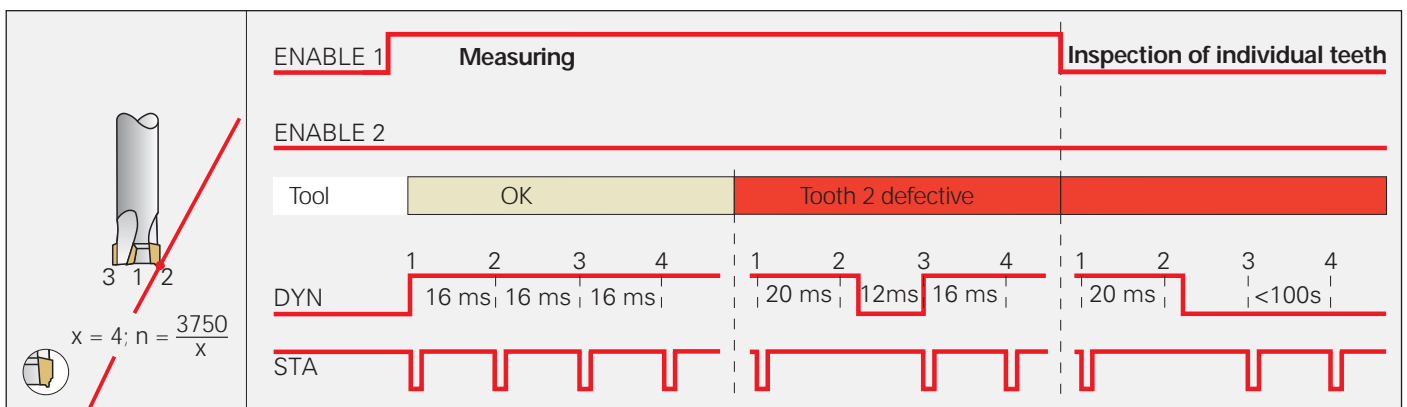 ENABLE 1
Measuring
Inspection of individual teeth
ENABLE 2
Tool
OK
Tooth 2 defective
3 1 2
x = 4; n = 3750/x
1 2 3 4 1 2 3 4 1 2 3 4
DYN
16 ms 16 ms 16 ms 20 ms 12ms 16 ms 20 ms <100s
STA